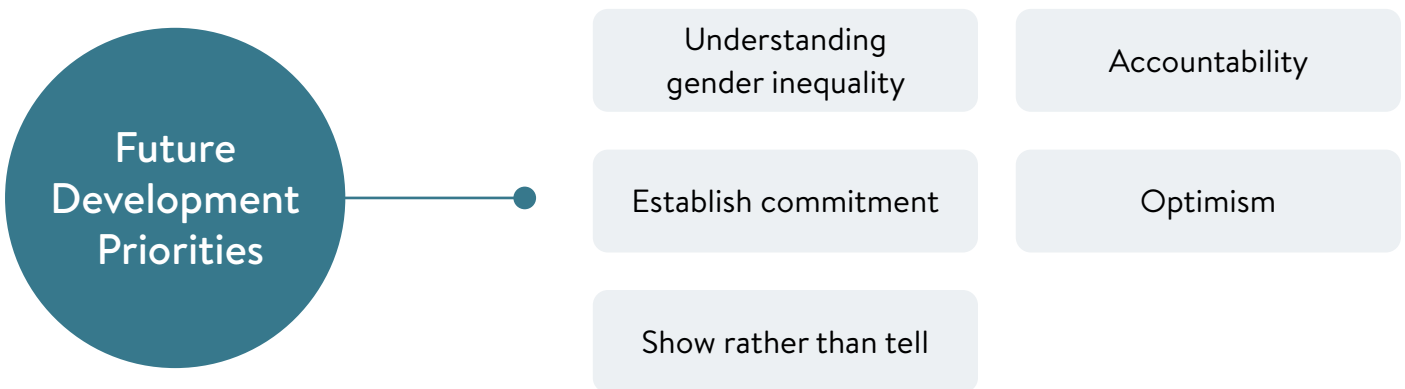 Future
Development
Priorities
Understanding
gender inequality
Accountability
Establish commitment
Optimism
Show rather than tell